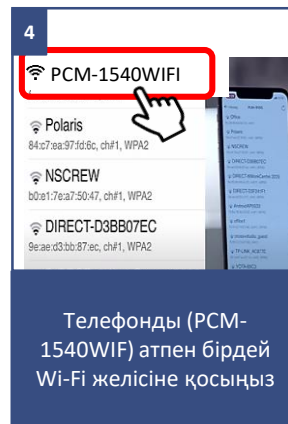 4
PCM-1540WIFI
Polaris
84:c7:ea:97:fd:6c, ch#1, WPA2
NSCREW
b0:e1:7e:a7:50:47, ch#1, WPA2
DIRECT-D3BB07EC
9e:ae:d3:bb:87:ec, ch#1, WPA2
Телефонды (PCM-
1540WIF) атпен бірдей
Wi-Fi желісіне қосыңыз